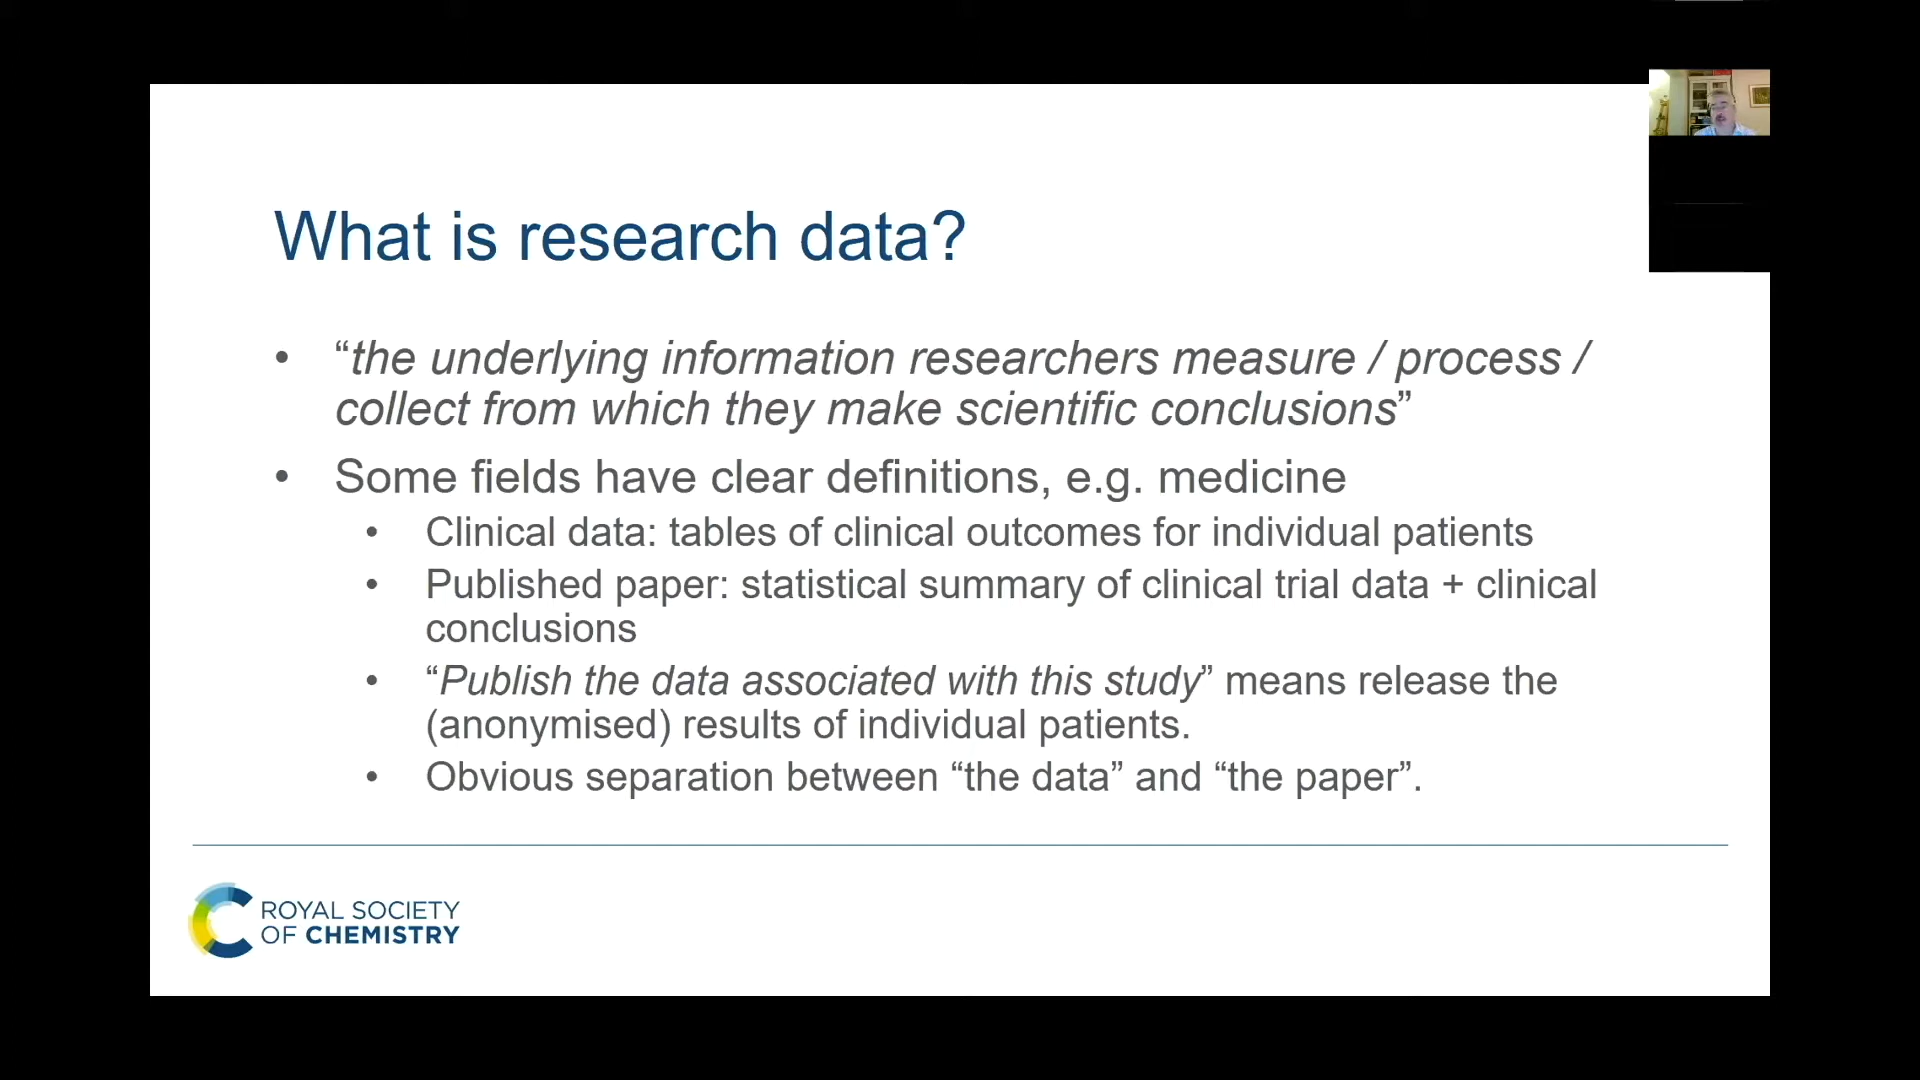 What is research data?
• “the underlying information researchers measure / process /
collect from which they make scientific conclusions”
• Some fields have clear definitions, e.g. medicine
• Clinical data: tables of clinical outcomes for individual patients
• Published paper: statistical summary of clinical trial data + clinical
conclusions
• “Publish the data associated with this study” means release the
(anonymised) results of individual patients.
• Obvious separation between “the data” and “the paper”.
ROYAL SOCIETY
OF CHEMISTRY